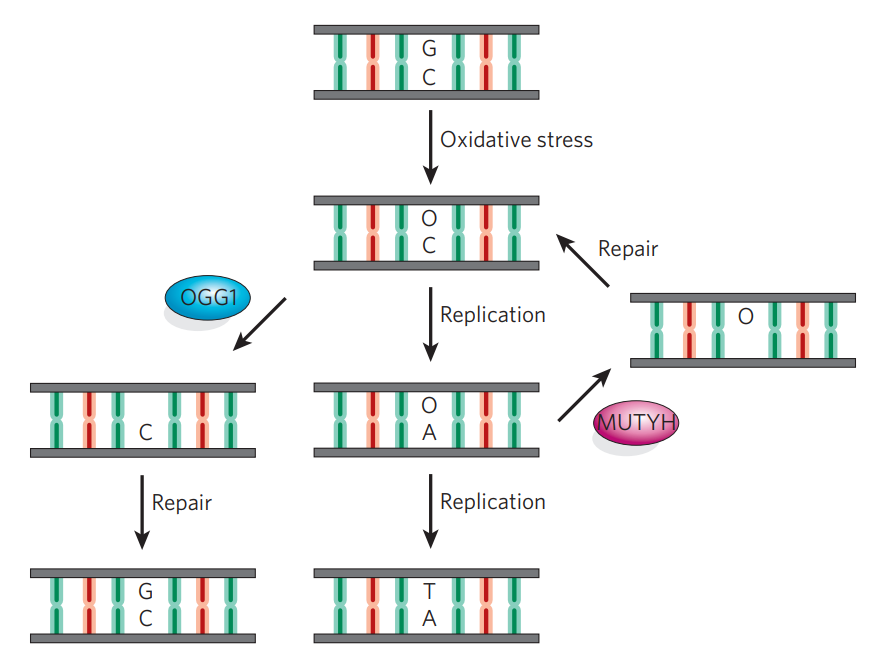 G
C
Oxidative stress
O
C
Repair
OGG1
Replication
O
MUTYH
C
O
A
Repair
Replication
G
C
T
A